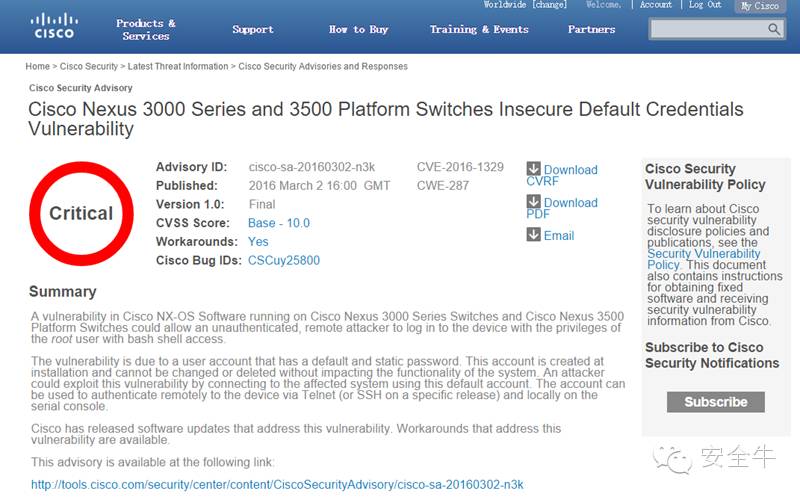 Worldwide [change] Welcome, Account Log Out My Cisco
CISCO
Products &
Services
Support
How to Buy
Training & Events
Partners
Home > Cisco Security > Latest Threat Information > Cisco Security Advisories and Responses
Cisco Security Advisory
Cisco Nexus 3000 Series and 3500 Platform Switches Insecure Default Credentials
Vulnerability
Critical
Advisory ID: cisco-sa-20160302-n3k CVE-2016-1329
Published: 2016 March 2 16:00 GMT CWE-287
Version 1.0: Final
CVSS Score: Base - 10.0
Workarounds: Yes
Cisco Bug IDs: CSCuy25800
Download
CVRF
Download
PDF
Email
Summary
A vulnerability in Cisco NX-OS Software running on Cisco Nexus 3000 Series Switches and Cisco Nexus 3500
Platform Switches could allow an unauthenticated, remote attacker to log in to the device with the privileges of
the root user with bash shell access.
The vulnerability is due to a user account that has a default and static password. This account is created at
installation and cannot be changed or deleted without impacting the functionality of the system. An attacker
could exploit this vulnerability by connecting to the affected system using this default account. The account can
be used to authenticate remotely to the device via Telnet (or SSH on a specific release) and locally on the
serial console.
Cisco has released software updates that address this vulnerability. Workarounds that address this
vulnerability are available.
This advisory is available at the following link:
http://tools.cisco.com/security/center/content/CiscoSecurityAdvisory/cisco-sa-20160302-n3k
Cisco Security
Vulnerability Policy
To learn about Cisco
security vulnerability
disclosure policies and
publications, see the
Security Vulnerability
Policy. This document
also contains instructions
for obtaining fixed
software and receiving
security vulnerability
information from Cisco.
Subscribe to Cisco
Security Notifications
Subscribe
安全牛